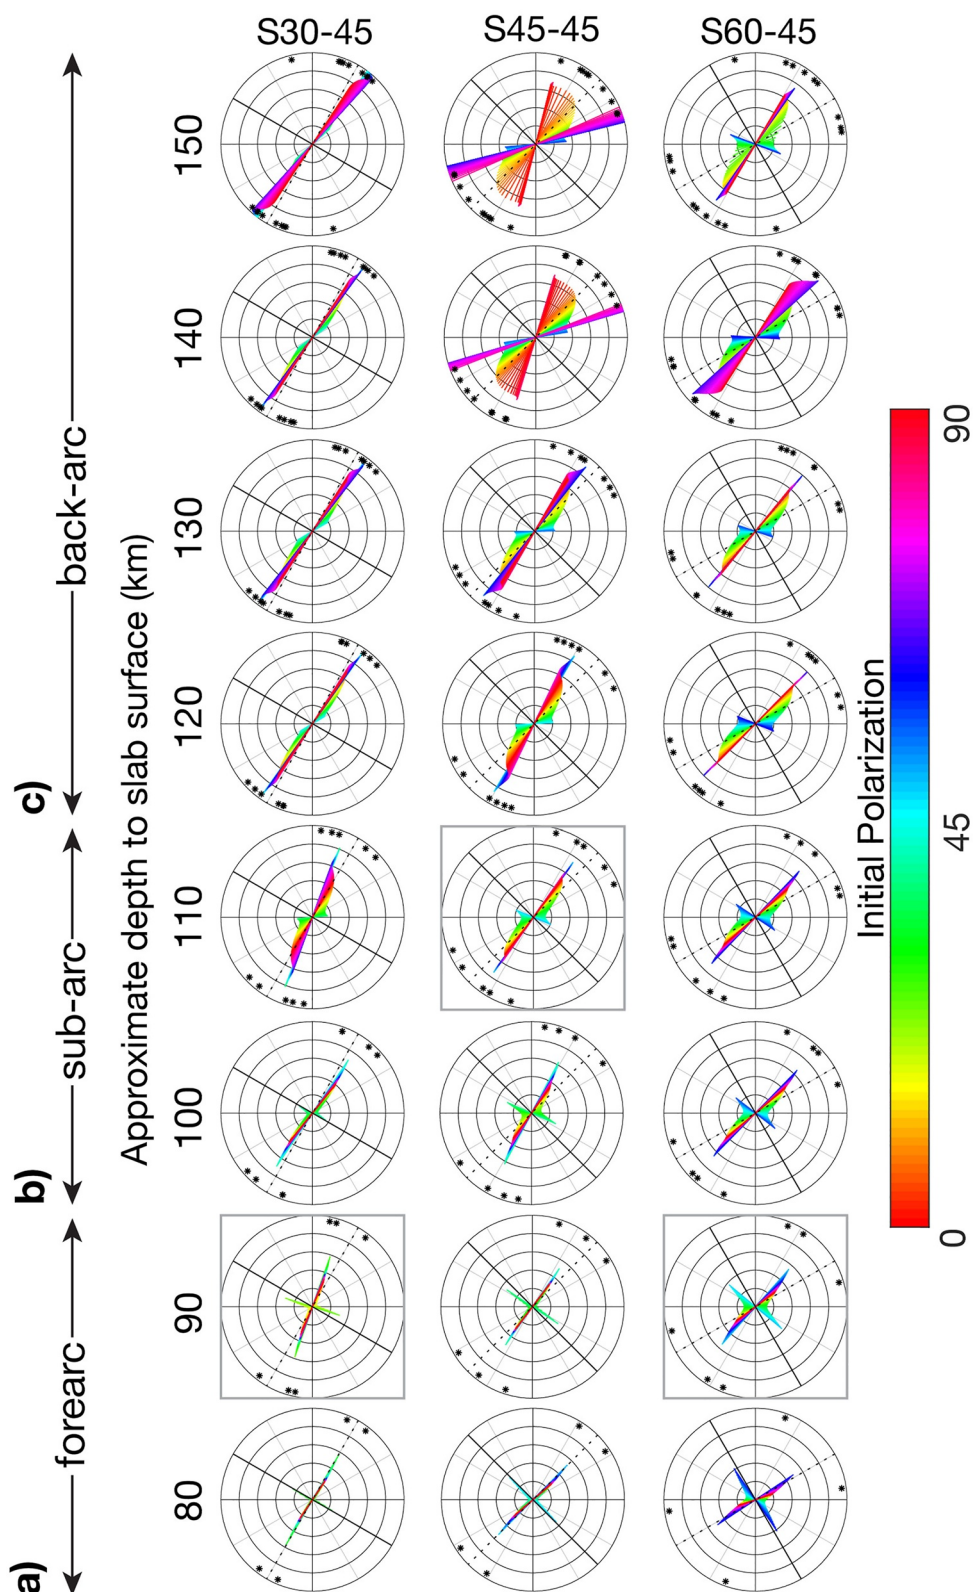 S30-45
S45-45
S60-45
c)
back-arc
b)
sub-arc
a)
forearc
Approximate depth to slab surface (km)
150
140
130
120
110
100
90
80
Initial Polarization
90
45
0